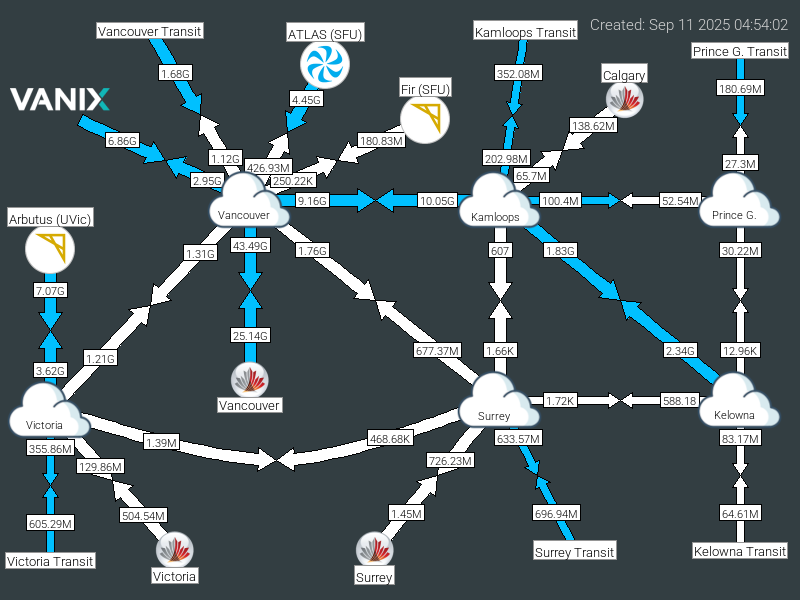 Created: Sep 11 2025 04:54:02
Vancouver Transit
ATLAS (SFU)
Kamloops Transit
Prince G. Transit
1.68G
352.08M
Calgary
180.69M
VANIX
4.45G
Fir (SFU)
138.62M
6.86G
180.83M
1.12G
202.98M
27.3M
426.93M
65.7M
2.95G
250.22K
9.16G
10.05G
100.4M
52.54M
Vancouver
Kamloops
Prince G.
Arbutus (UVic)
43.49G
1.31G
1.76G
607
1.83G
30.22M
7.07G
25.14G
1.21G
677.37M
1.66K
2.34G
12.96K
3.62G
Vancouver
1.72K
588.18
Victoria
Surrey
Kelowna
355.86M
1.39M
468.68K
633.57M
83.17M
129.86M
726.23M
605.29M
504.54M
1.45M
696.94M
64.61M
Victoria Transit
Victoria
Surrey
Surrey Transit
Kelowna Transit